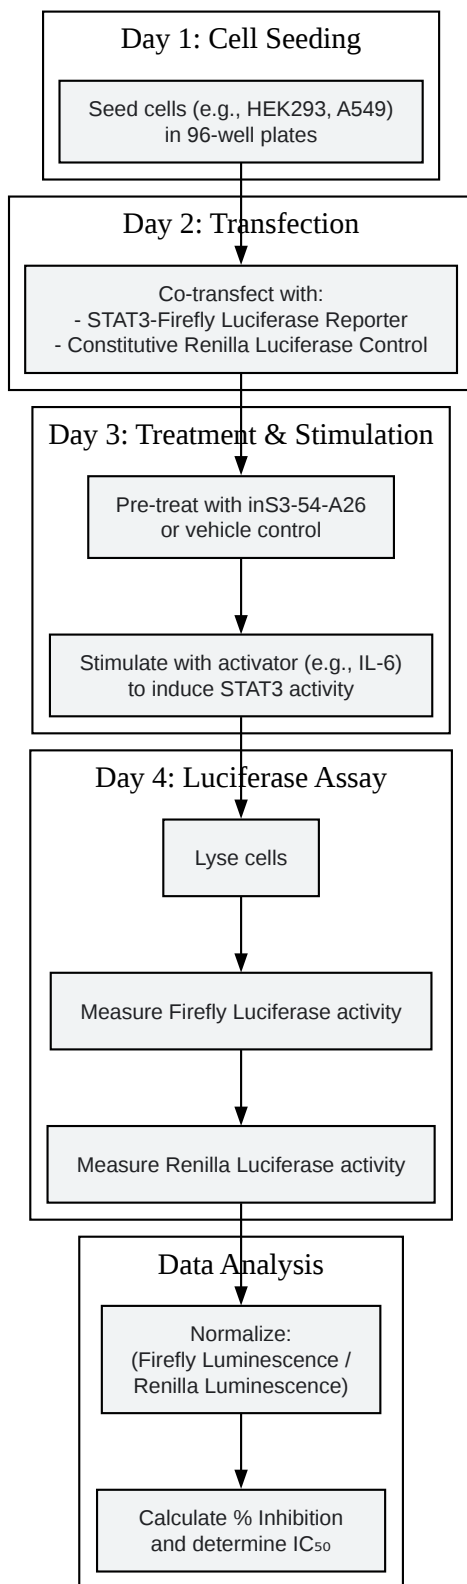 Day 1: Cell Seeding
Seed cells (e.g., HEK293, A549)
in 96-well plates
Day 2: Transfection
Co-transfect with:
- STAT3-Firefly Luciferase Reporter
- Constitutive Renilla Luciferase Control
Day 3: Treatment & Stimulation
Pre-treat with inS3-54-A26
or vehicle control
Stimulate with activator (e.g., IL-6)
to induce STAT3 activity
Day 4: Luciferase Assay
Lyse cells
Measure Firefly Luciferase activity
Measure Renilla Luciferase activity
Data Analysis
Normalize:
(Firefly Luminescence /
Renilla Luminescence)
Calculate % Inhibition
and determine IC₅₀